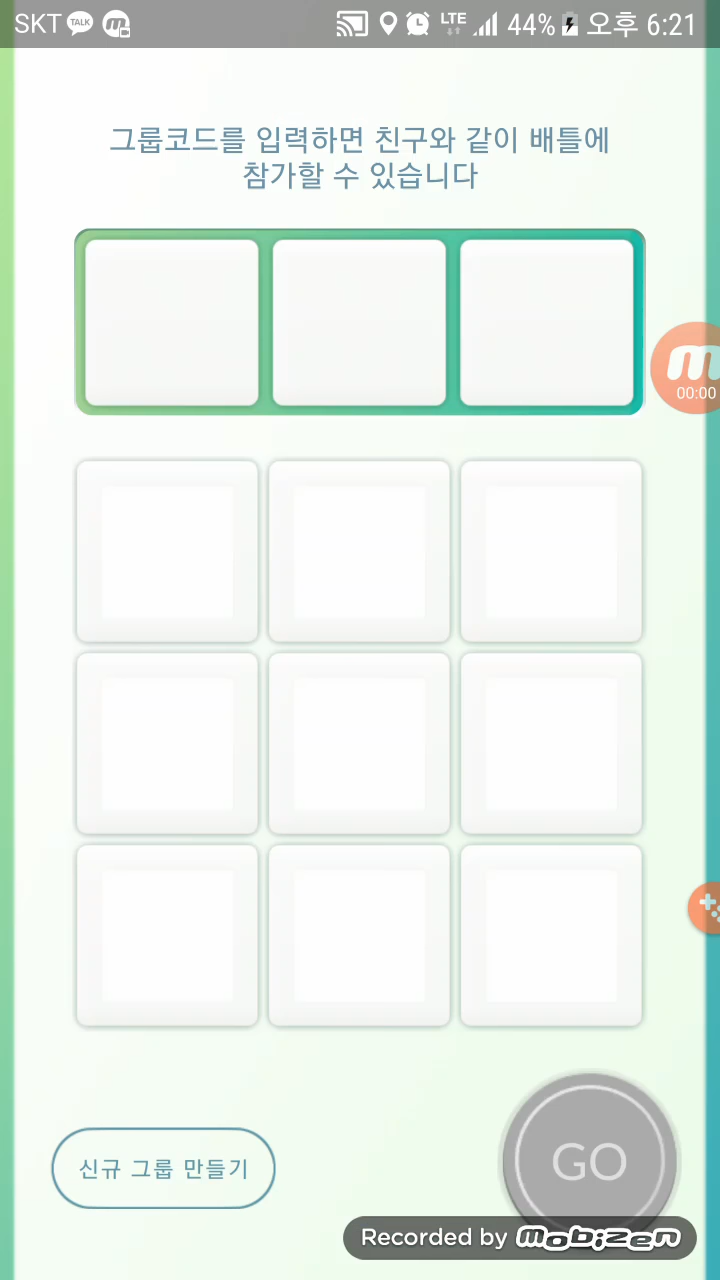 SKT TALK m LTE 44% 오후 6:21
그룹코드를 입력하면 친구와 같이 배틀에
참가할 수 있습니다
m
00:00
신규 그룹 만들기
GO
Recorded by mobizen